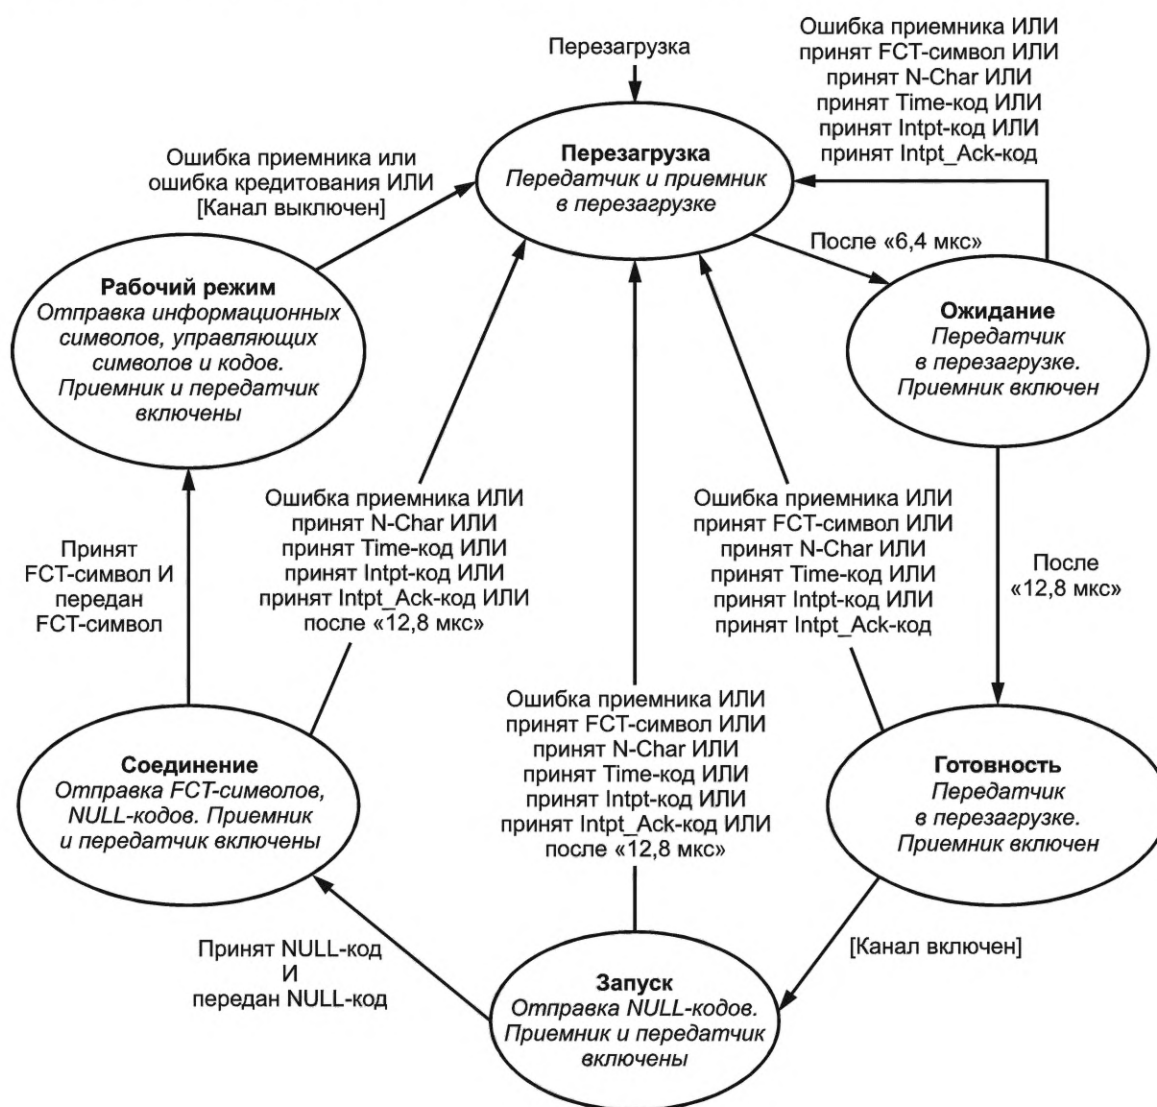 Перезагрузка
Ошибка приемника ИЛИ
принят FCT-символ ИЛИ
принят N-Char ИЛИ
принят Time-код ИЛИ
принят Intpt-код ИЛИ
принят Intpt_Ack-код
Ошибка приемника или
ошибка кредитования ИЛИ
[Канал выключен]
Перезагрузка
Передатчик и приемник
в перезагрузке
После «6,4 мкс»
Рабочий режим
Отправка информационных
символов, управляющих
символов и кодов.
Приемник и передатчик
включены
Ожидание
Передатчик
в перезагрузке.
Приемник включен
Принят
FCT-символ И
передан
FCT-символ
Ошибка приемника ИЛИ
принят N-Char ИЛИ
принят Time-код ИЛИ
принят Intpt-код ИЛИ
принят Intpt_Ack-код ИЛИ
после «12,8 мкс»
Ошибка приемника ИЛИ
принят FCT-символ ИЛИ
принят N-Char ИЛИ
принят Time-код ИЛИ
принят Intpt-код ИЛИ
принят Intpt_Ack-код
После
«12,8 мкс»
Ошибка приемника ИЛИ
принят FCT-символ ИЛИ
принят N-Char ИЛИ
принят Time-код ИЛИ
принят Intpt-код ИЛИ
принят Intpt_Ack-код ИЛИ
после «12,8 мкс»
Соединение
Отправка FCT-символов,
NULL-кодов. Приемник
и передатчик включены
Готовность
Передатчик
в перезагрузке.
Приемник включен
Принят NULL-код
И
передан NULL-код
[Канал включен]
Запуск
Отправка NULL-кодов.
Приемник и передатчик
включены